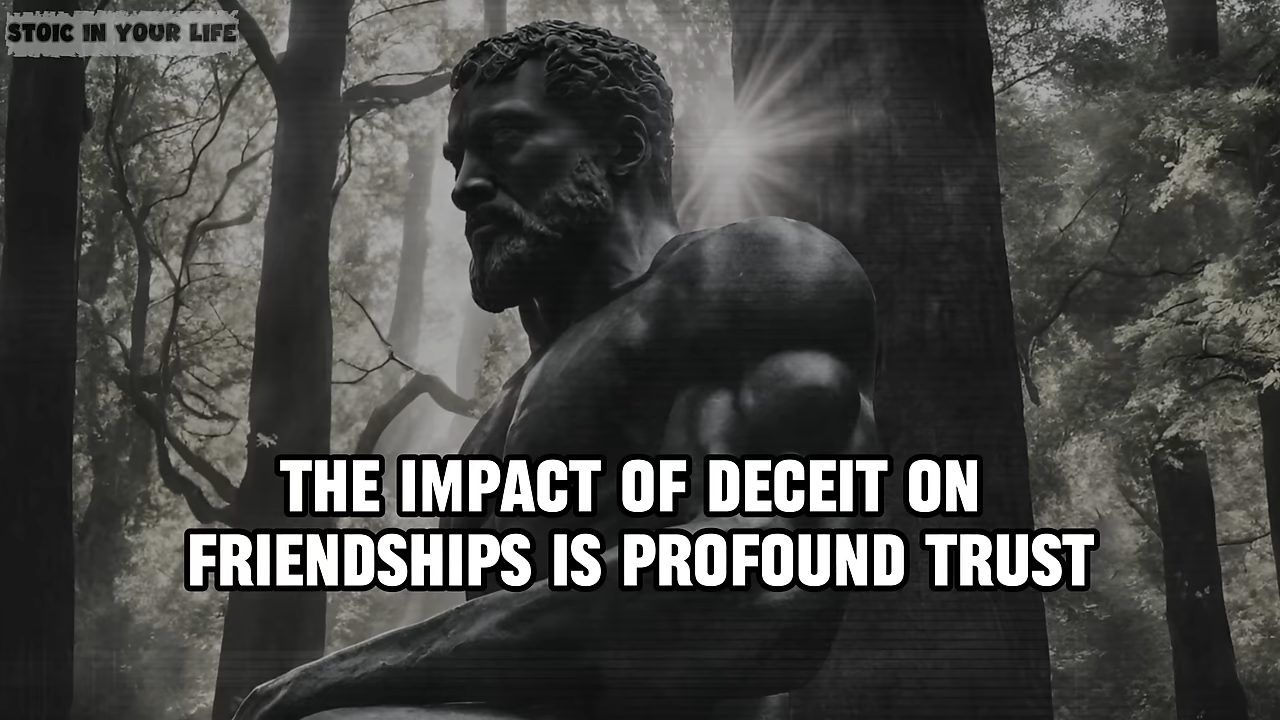 STOIC IN YOUR LIFE
THE IMPACT OF DECEIT ON
FRIENDSHIPS IS PROFOUND TRUST